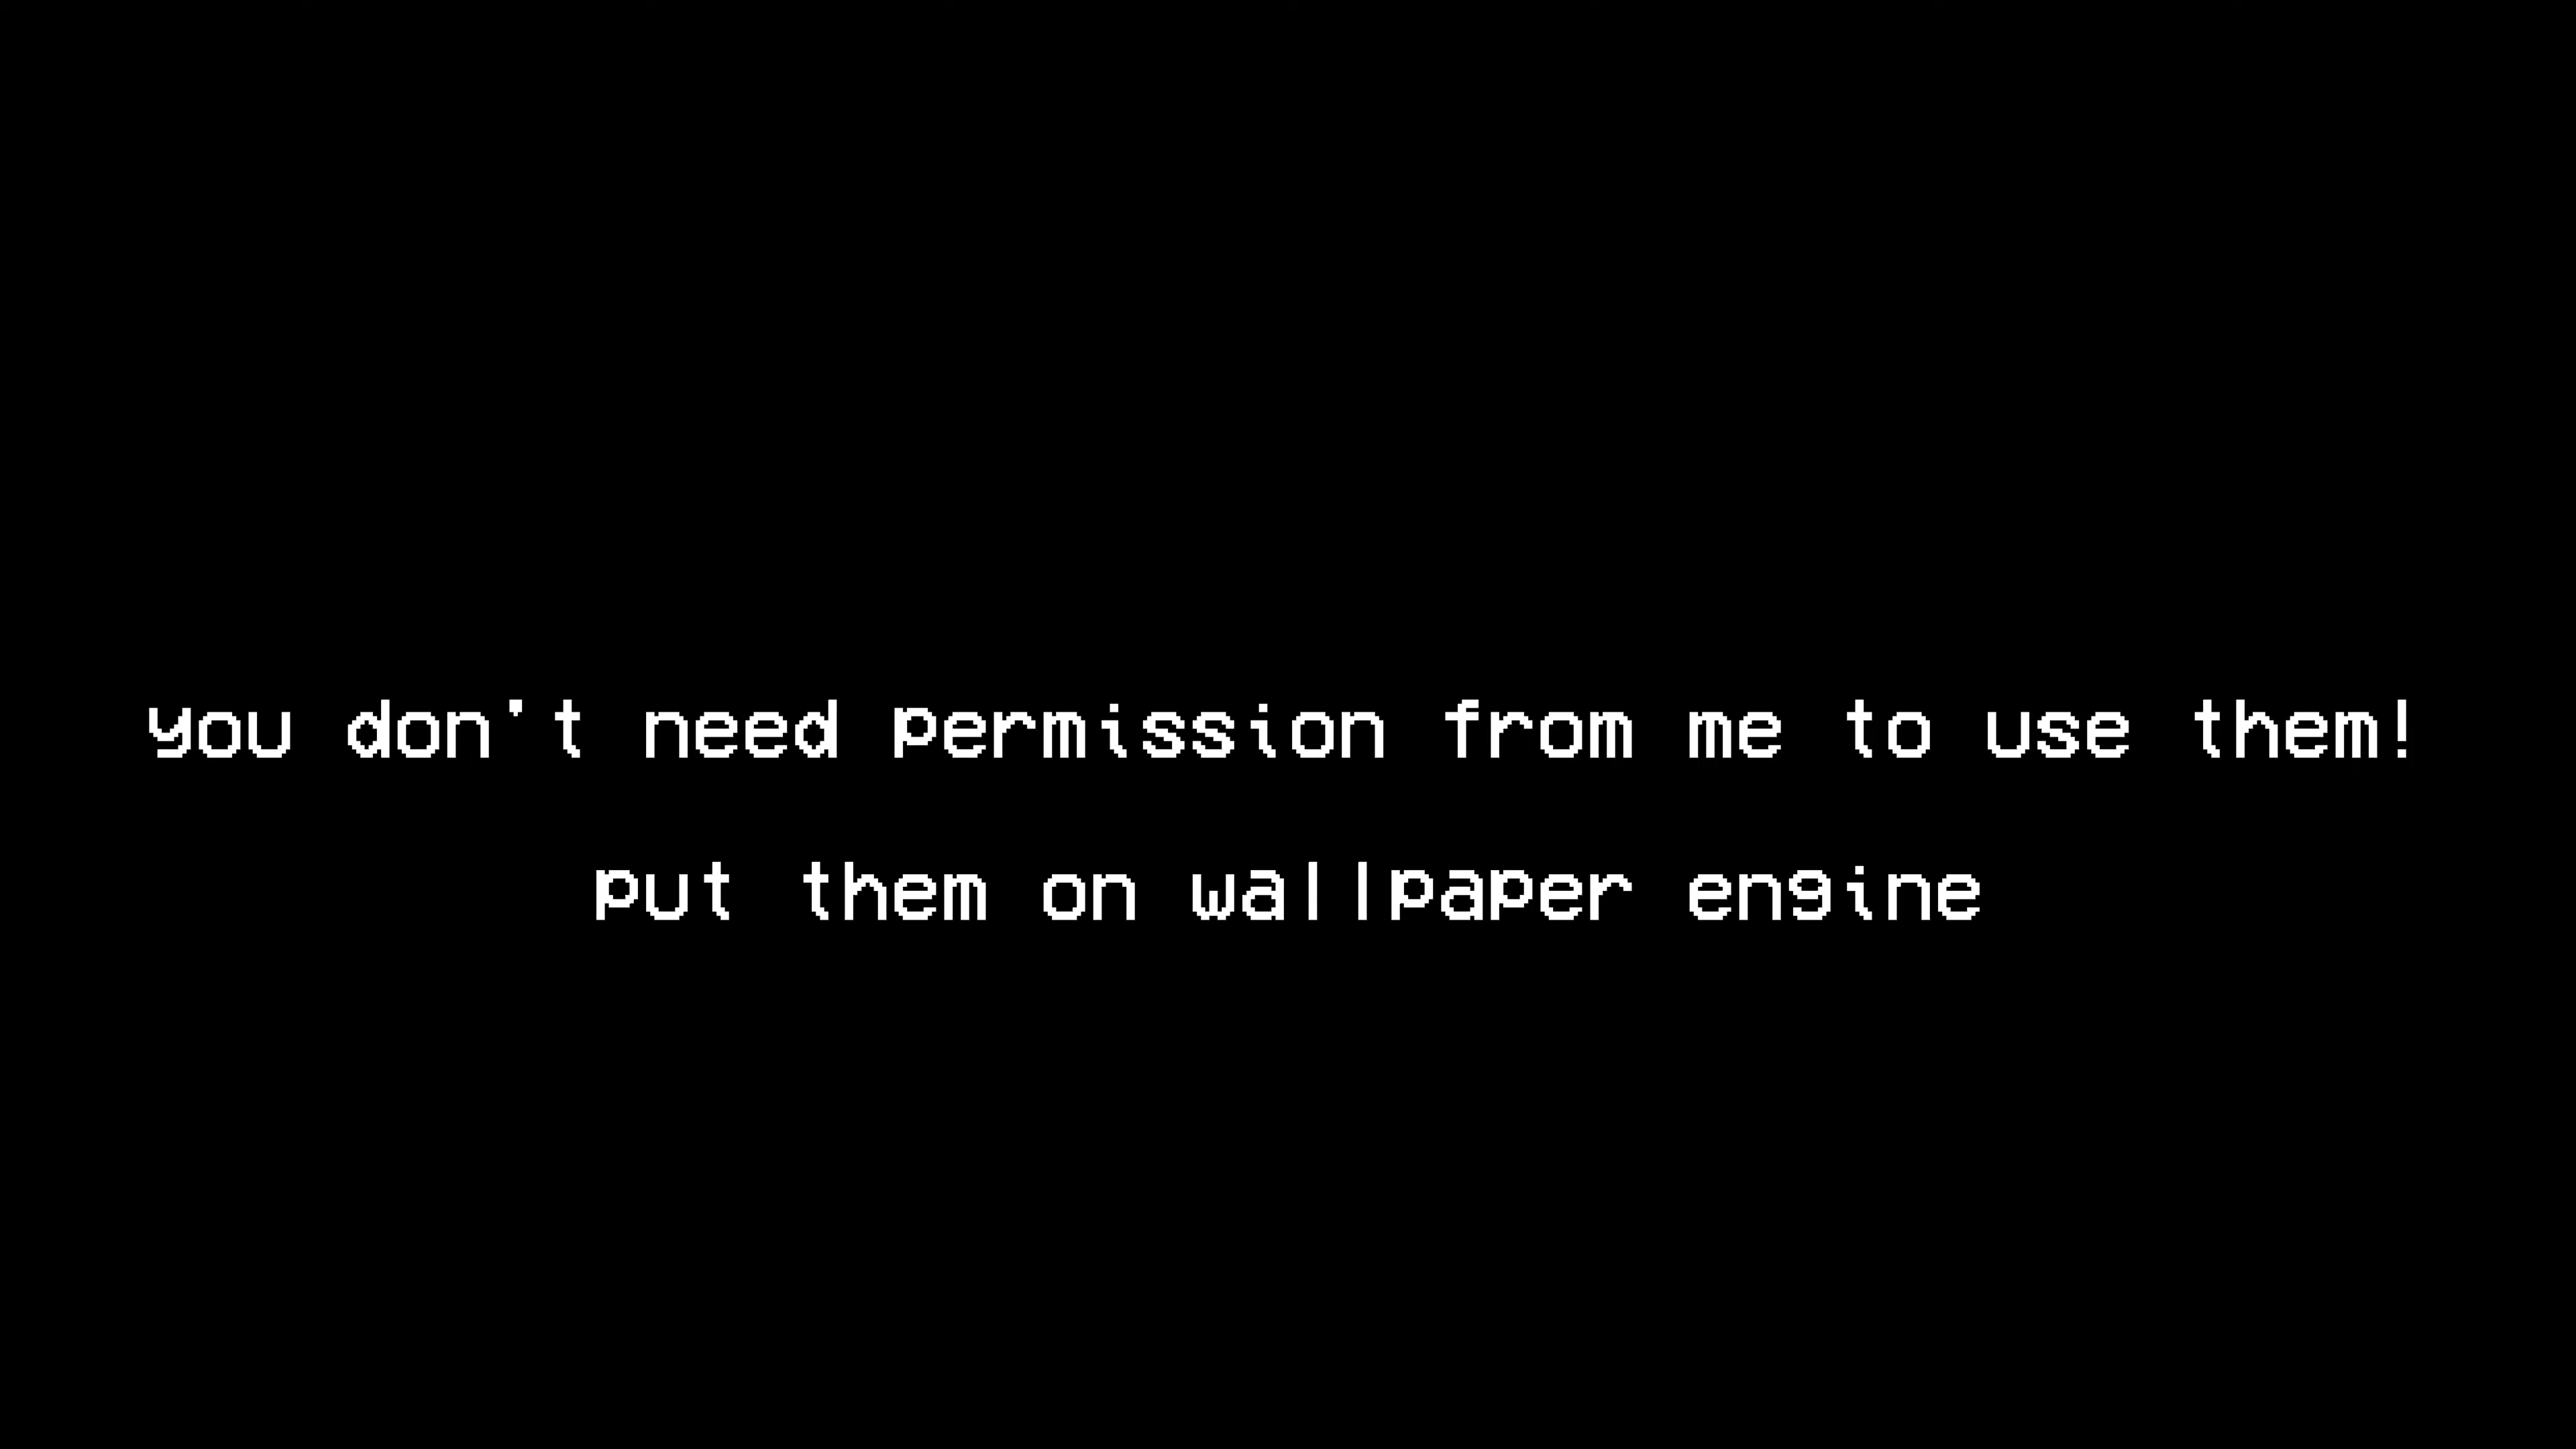 you don't need permission from me to use them!
put them on wallpaper engine